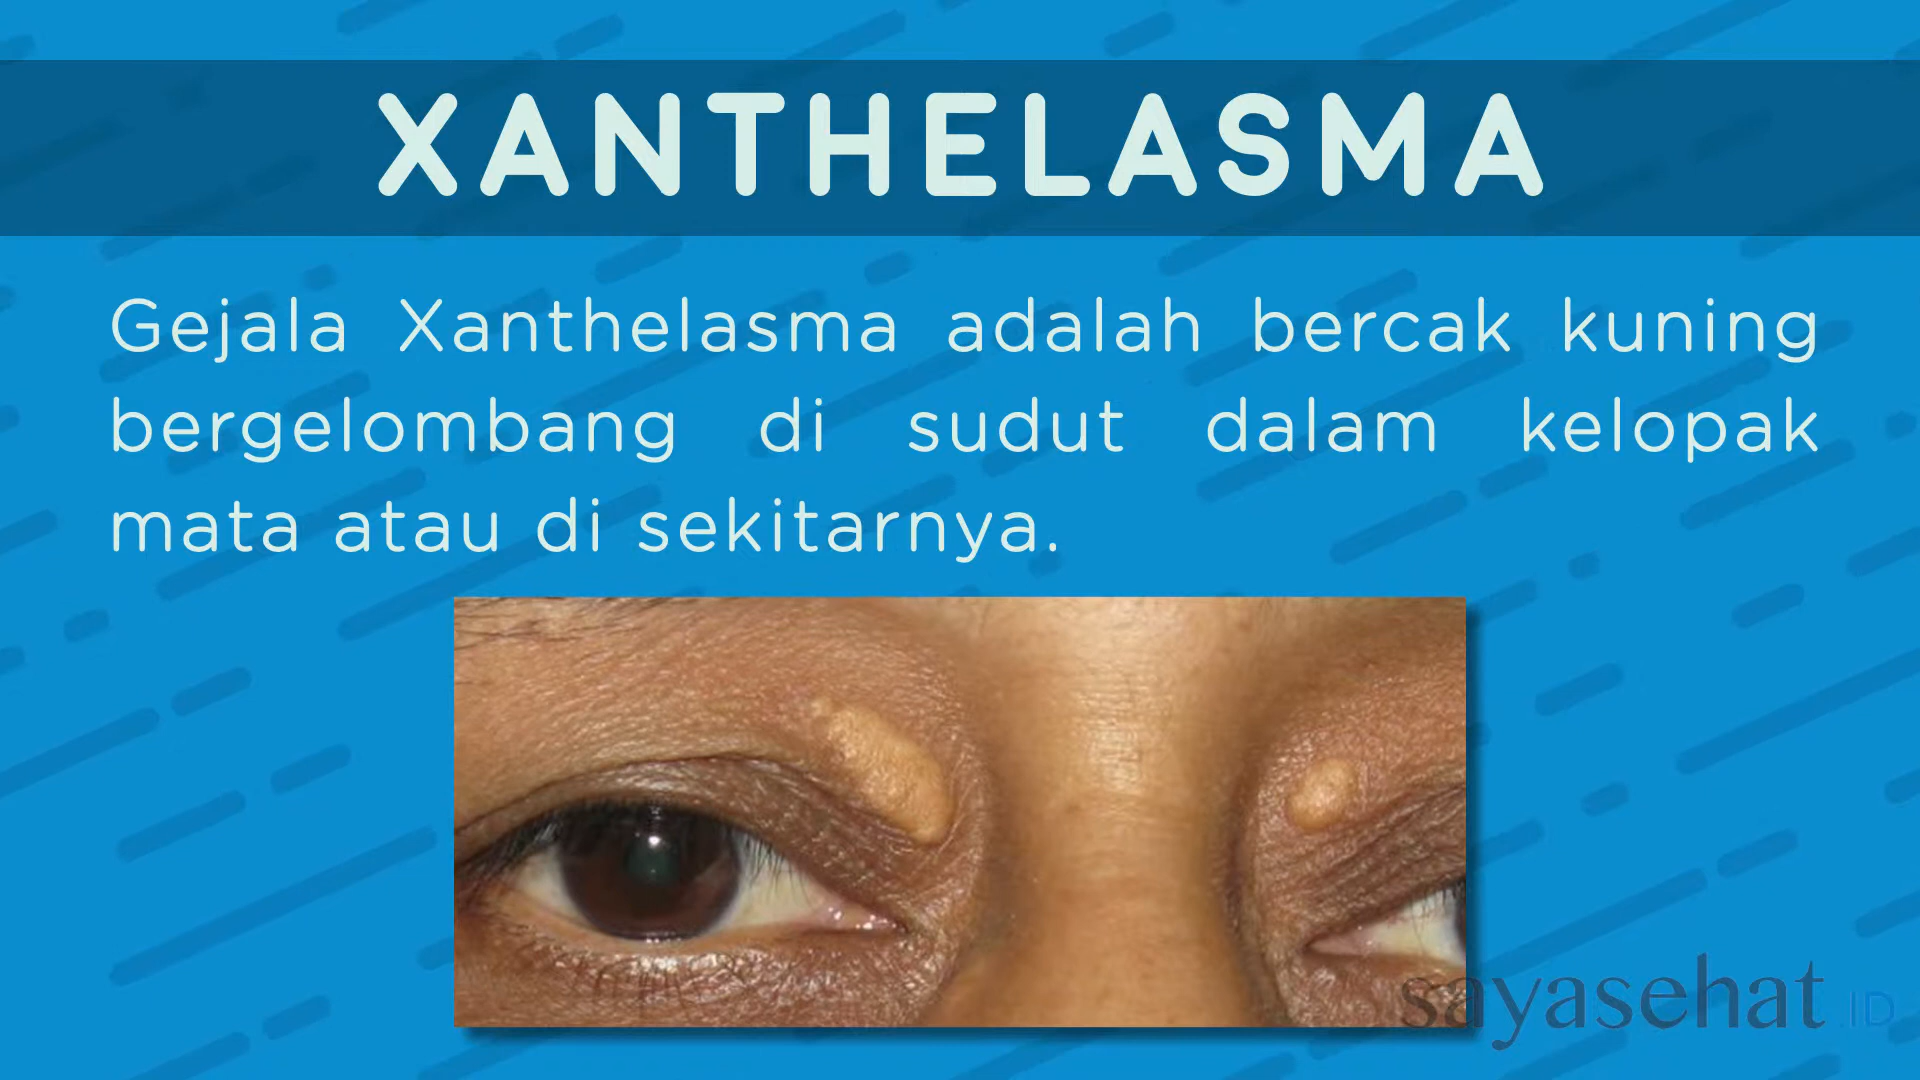 XANTHELASMA
Gejala Xanthelasma adalah bercak kuning
bergelombang di sudut dalam kelopak
mata atau di sekitarnya.
sayasehat.ID